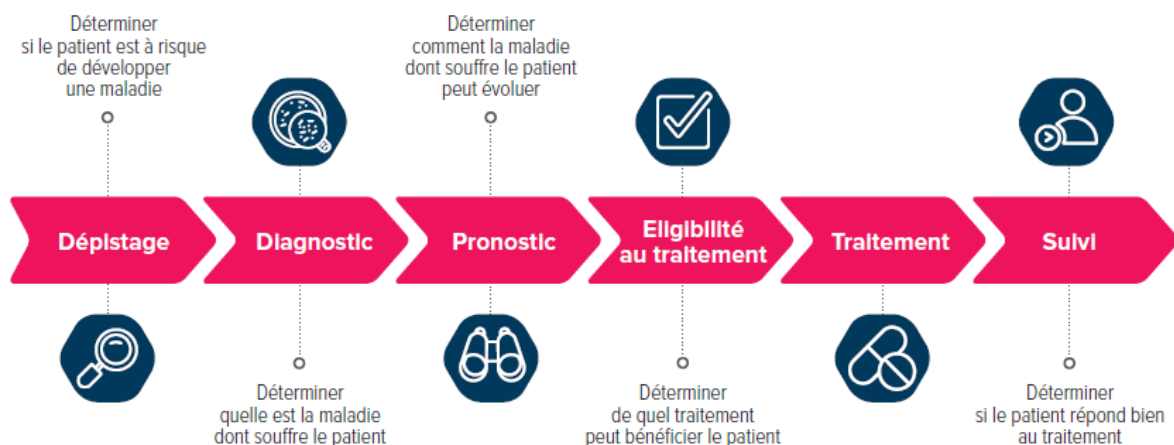 Déterminer
si le patient est à risque
de développer
une maladie
Déterminer
comment la maladie
dont souffre le patient
peut évoluer
Dépistage
Diagnostic
Pronostic
Eligibilité
au traitement
Traitement
Suivi
Déterminer
quelle est la maladie
dont souffre le patient
Déterminer
de quel traitement
peut bénéficier le patient
Déterminer
si le patient répond bien
au traitement